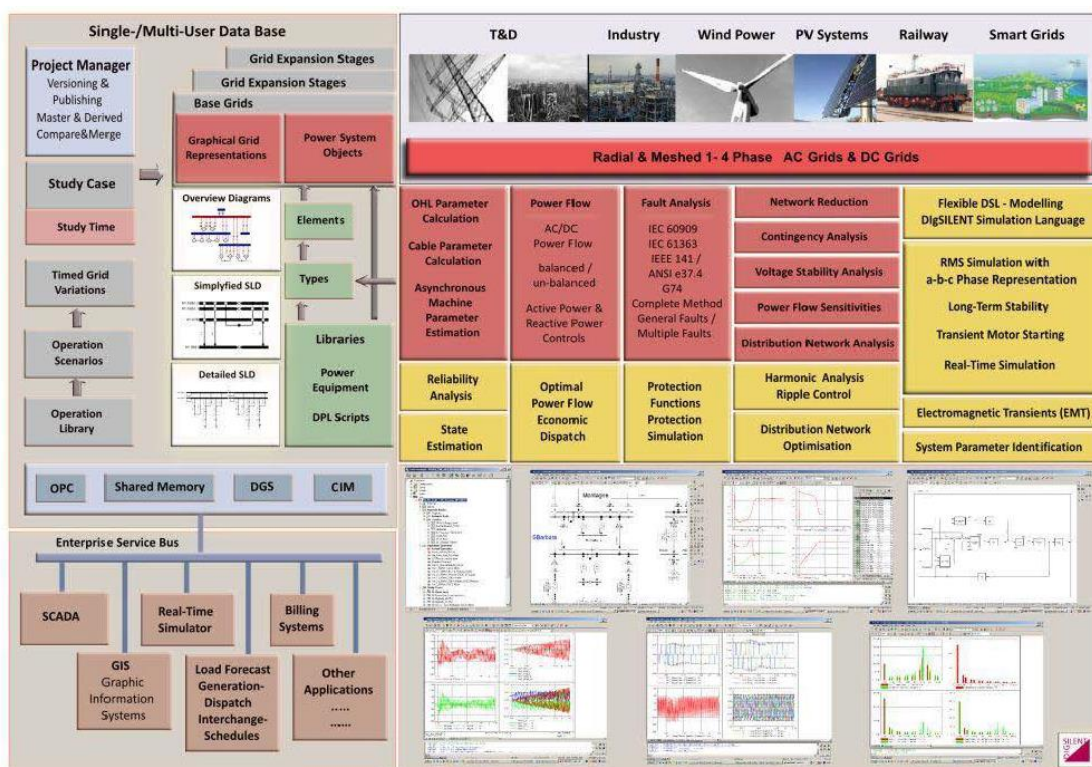 Single-/Multi-User Data Base
Project Manager
Versioning &
Publishing
Master & Derived
Compare&Merge
Grid Expansion Stages
Grid Expansion Stages
Base Grids
Graphical Grid
Representations
Power System
Objects
Study Case
Study Time
Overview Diagrams
Elements
Timed Grid
Variations
Types
Simplyfied SLD
Operation
Scenarios
Libraries
Power
Equipment
DPL Scripts
Detailed SLD
Operation
Library
OPC
Shared Memory
DGS
CIM
Enterprise Service Bus
SCADA
Real-Time
Simulator
Billing
Systems
GIS
Graphic
Information
Systems
Load Forecast
Generation-
Dispatch
Interchange-
Schedules
Other
Applications
.....
......
T&D
Industry
Wind Power
PV Systems
Railway
Smart Grids
Radial & Meshed 1- 4 Phase AC Grids & DC Grids
OHL Parameter
Calculation
Cable Parameter
Calculation
Asynchronous
Machine
Parameter
Estimation
Power Flow
AC/DC
Power Flow
balanced /
un-balanced
Active Power &
Reactive Power
Controls
Fault Analysis
IEC 60909
IEC 61363
IEEE 141 /
ANSI e37.4
G74
Complete Method
General Faults /
Multiple Faults
Network Reduction
Contingency Analysis
Voltage Stability Analysis
Power Flow Sensitivities
Distribution Network Analysis
Flexible DSL - Modelling
DIgSILENT Simulation Language
RMS Simulation with
a-b-c Phase Representation
Long-Term Stability
Transient Motor Starting
Real-Time Simulation
Reliability
Analysis
State
Estimation
Optimal
Power Flow
Economic
Dispatch
Protection
Functions
Protection
Simulation
Harmonic Analysis
Ripple Control
Distribution Network
Optimisation
Electromagnetic Transients (EMT)
System Parameter Identification
Montagne
DIgSILENT